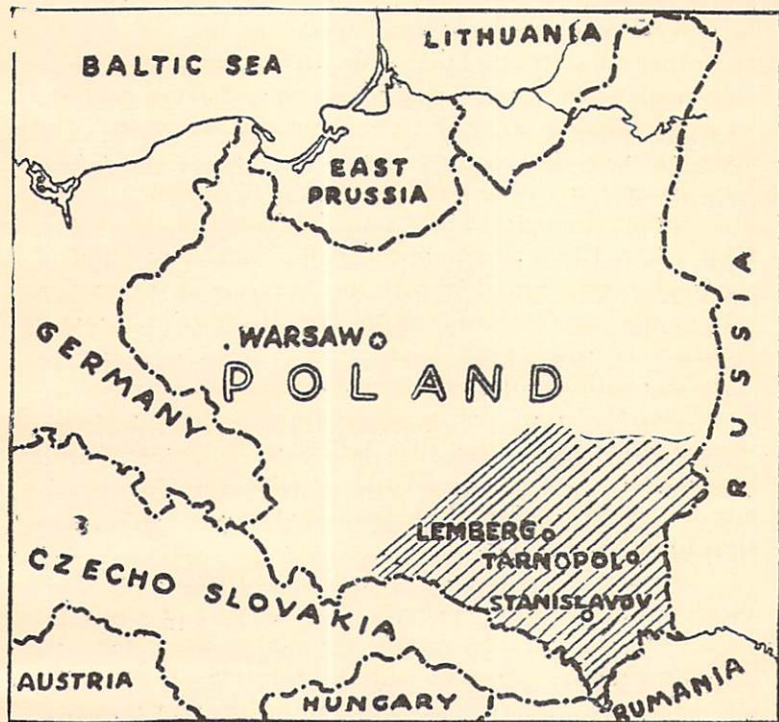 LITHUANIA
BALTIC SEA
EAST
PRUSSIA
RUSSIA
GERMANY
WARSAW
POLAND
LEMBERG
TARNOPOL
STANISLAVOV
CZECHO SLOVAKIA
AUSTRIA
HUNGARY
RUMANIA